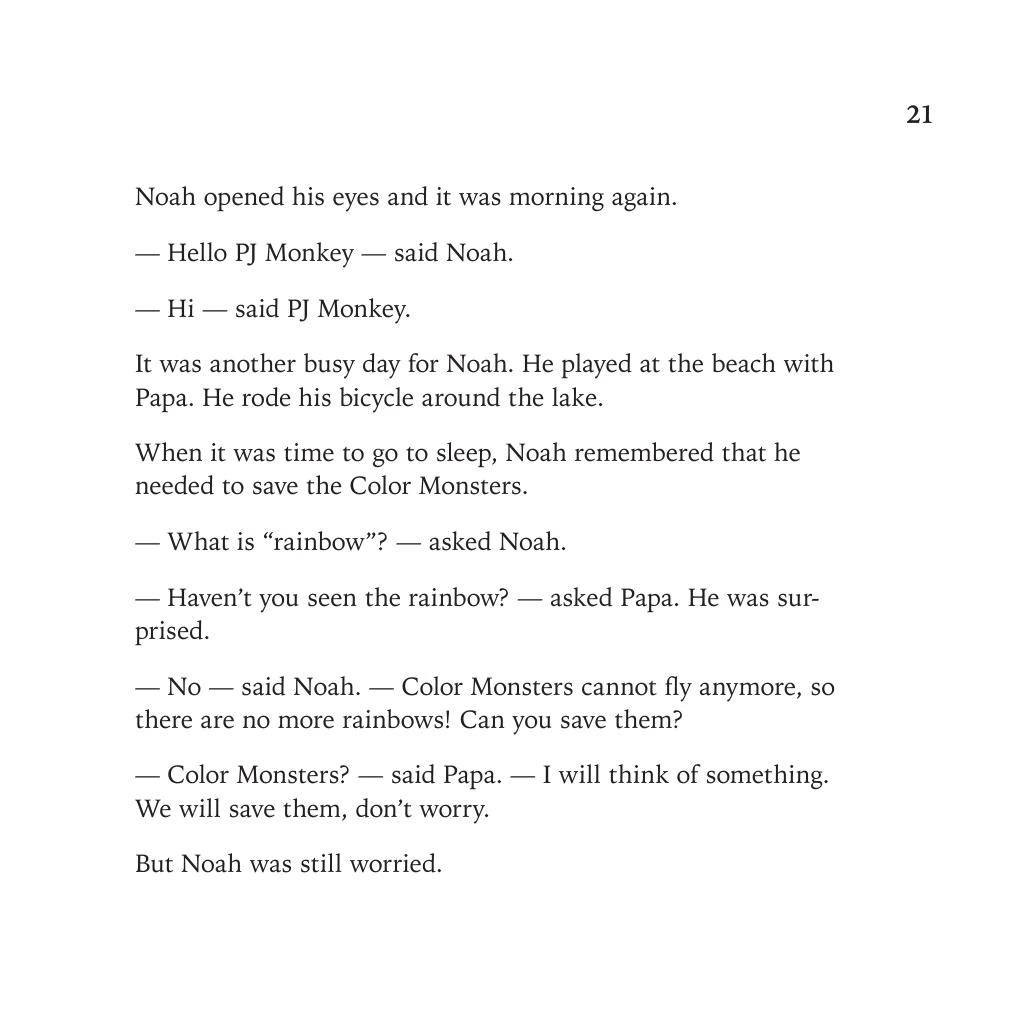 21
Noah opened his eyes and it was morning again.
— Hello PJ Monkey — said Noah.
— Hi — said PJ Monkey.
It was another busy day for Noah. He played at the beach with
Papa. He rode his bicycle around the lake.
When it was time to go to sleep, Noah remembered that he
needed to save the Color Monsters.
— What is “rainbow”? — asked Noah.
— Haven’t you seen the rainbow? — asked Papa. He was sur-
prised.
— No — said Noah. — Color Monsters cannot fly anymore, so
there are no more rainbows! Can you save them?
— Color Monsters? — said Papa. — I will think of something.
We will save them, don’t worry.
But Noah was still worried.